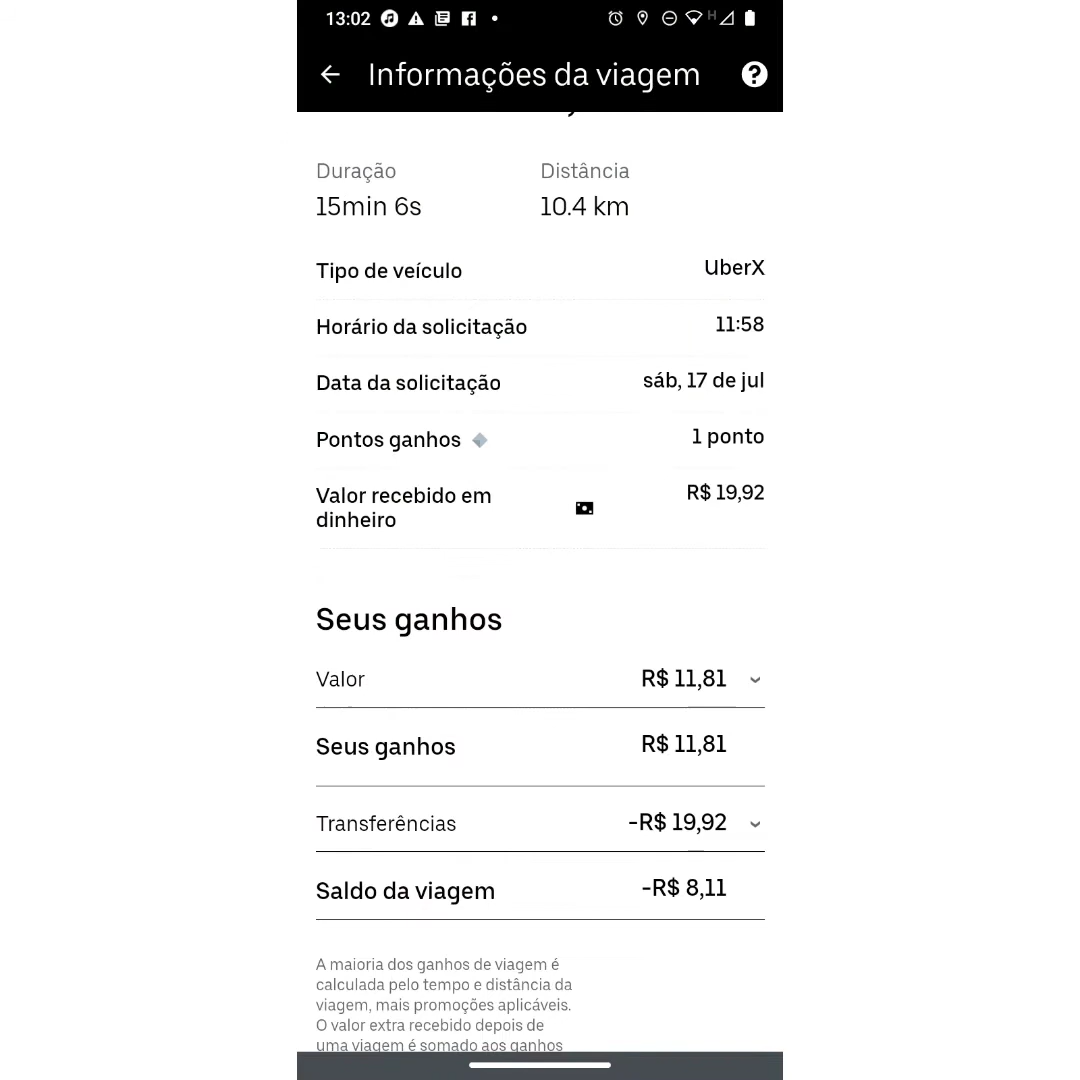 13:02
H
Informações da viagem
?
Duração Distância
15min 6s 10.4 km
Tipo de veículo UberX
Horário da solicitação 11:58
Data da solicitação sáb, 17 de jul
Pontos ganhos 1 ponto
Valor recebido em R$ 19,92
dinheiro
Seus ganhos
Valor R$ 11,81
Seus ganhos R$ 11,81
Transferências -R$ 19,92
Saldo da viagem -R$ 8,11
A maioria dos ganhos de viagem é
calculada pelo tempo e distância da
viagem, mais promoções aplicáveis.
O valor extra recebido depois de
uma viagem é somado aos ganhos